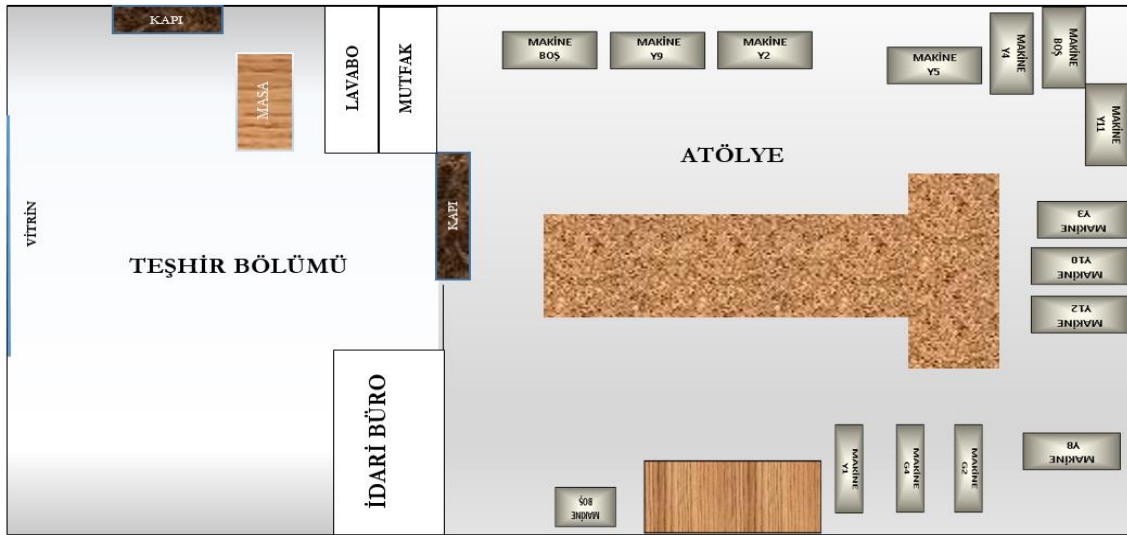 KAPI
MASA
LAVABO
MUTFAK
VİTRİN
TEŞHİR BÖLÜMÜ
KAPI
İDARİ BÜRO
MAKİNE
BOŞ
MAKİNE
Y9
MAKİNE
Y2
MAKİNE
Y5
MAKİNE
Y4
MAKİNE
BOŞ
MAKİNE
Y11
ATÖLYE
MAKİNE
Y3
MAKİNE
Y10
MAKİNE
Y12
MAKİNE
Y8
MAKİNE
Y1
MAKİNE
G4
MAKİNE
G2
MAKİNE
BOŞ